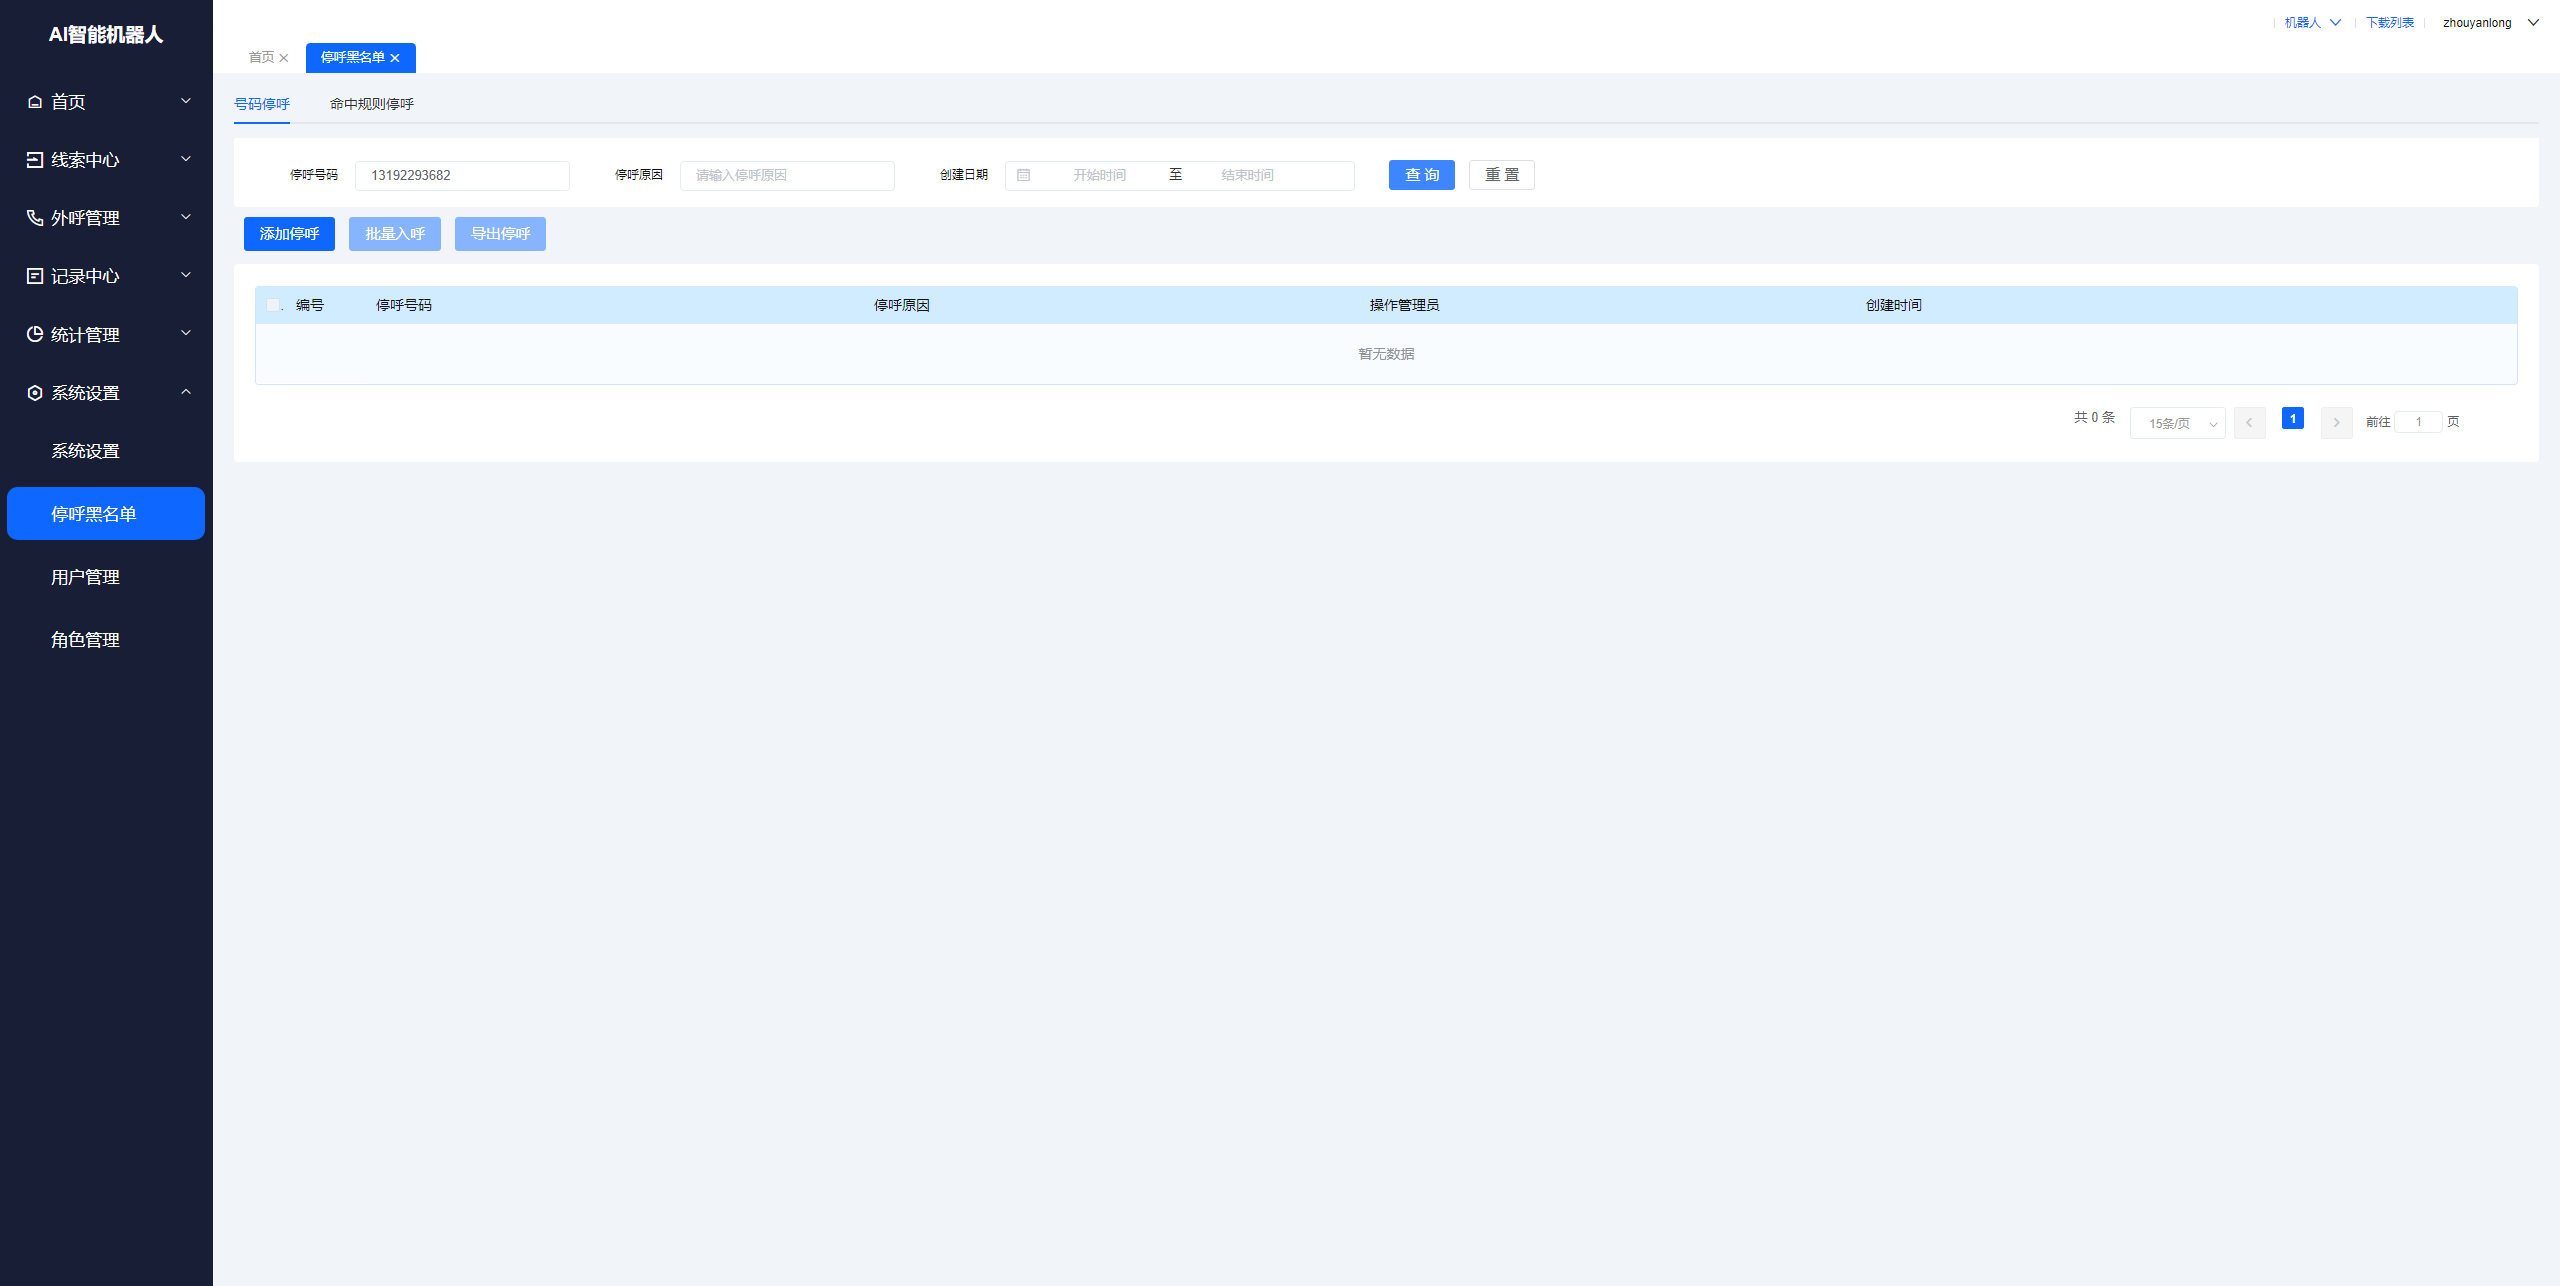 AI智能机器人
首页
线索中心
外呼管理
记录中心
统计管理
系统设置
系统设置
停呼黑名单
用户管理
角色管理
机器人 下载列表 zhouyanlong
首页 停呼黑名单
号码停呼 命中规则停呼
停呼号码 13192293682 停呼原因 请输入停呼原因 创建日期 开始时间 至 结束时间 查 询 重 置
添加停呼 批量入呼 导出停呼
编号 停呼号码 停呼原因 操作管理员 创建时间
暂无数据
共 0 条 15条/页 1 前往 1 页